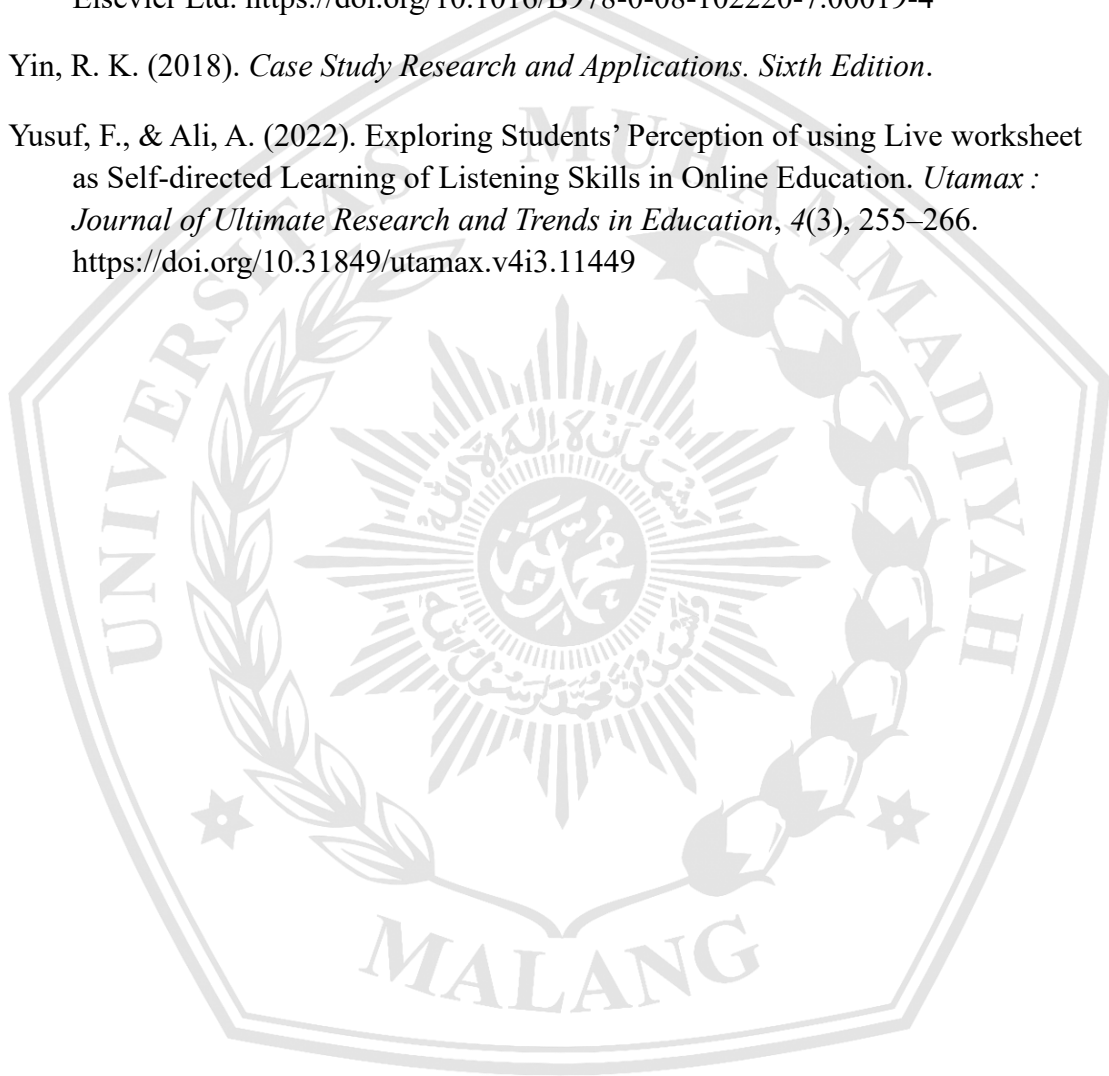 Elsevier Ltd. https://doi.org/10.1016/B978-0-08-102220-7.00019-4
Yin, R. K. (2018). Case Study Research and Applications. Sixth Edition.
Yusuf, F., & Ali, A. (2022). Exploring Students’ Perception of using Live worksheet
as Self-directed Learning of Listening Skills in Online Education. Utamax :
Journal of Ultimate Research and Trends in Education, 4(3), 255–266.
https://doi.org/10.31849/utamax.v4i3.11449
UNIVERSITAS MUHAMMADIYAH
MALANG